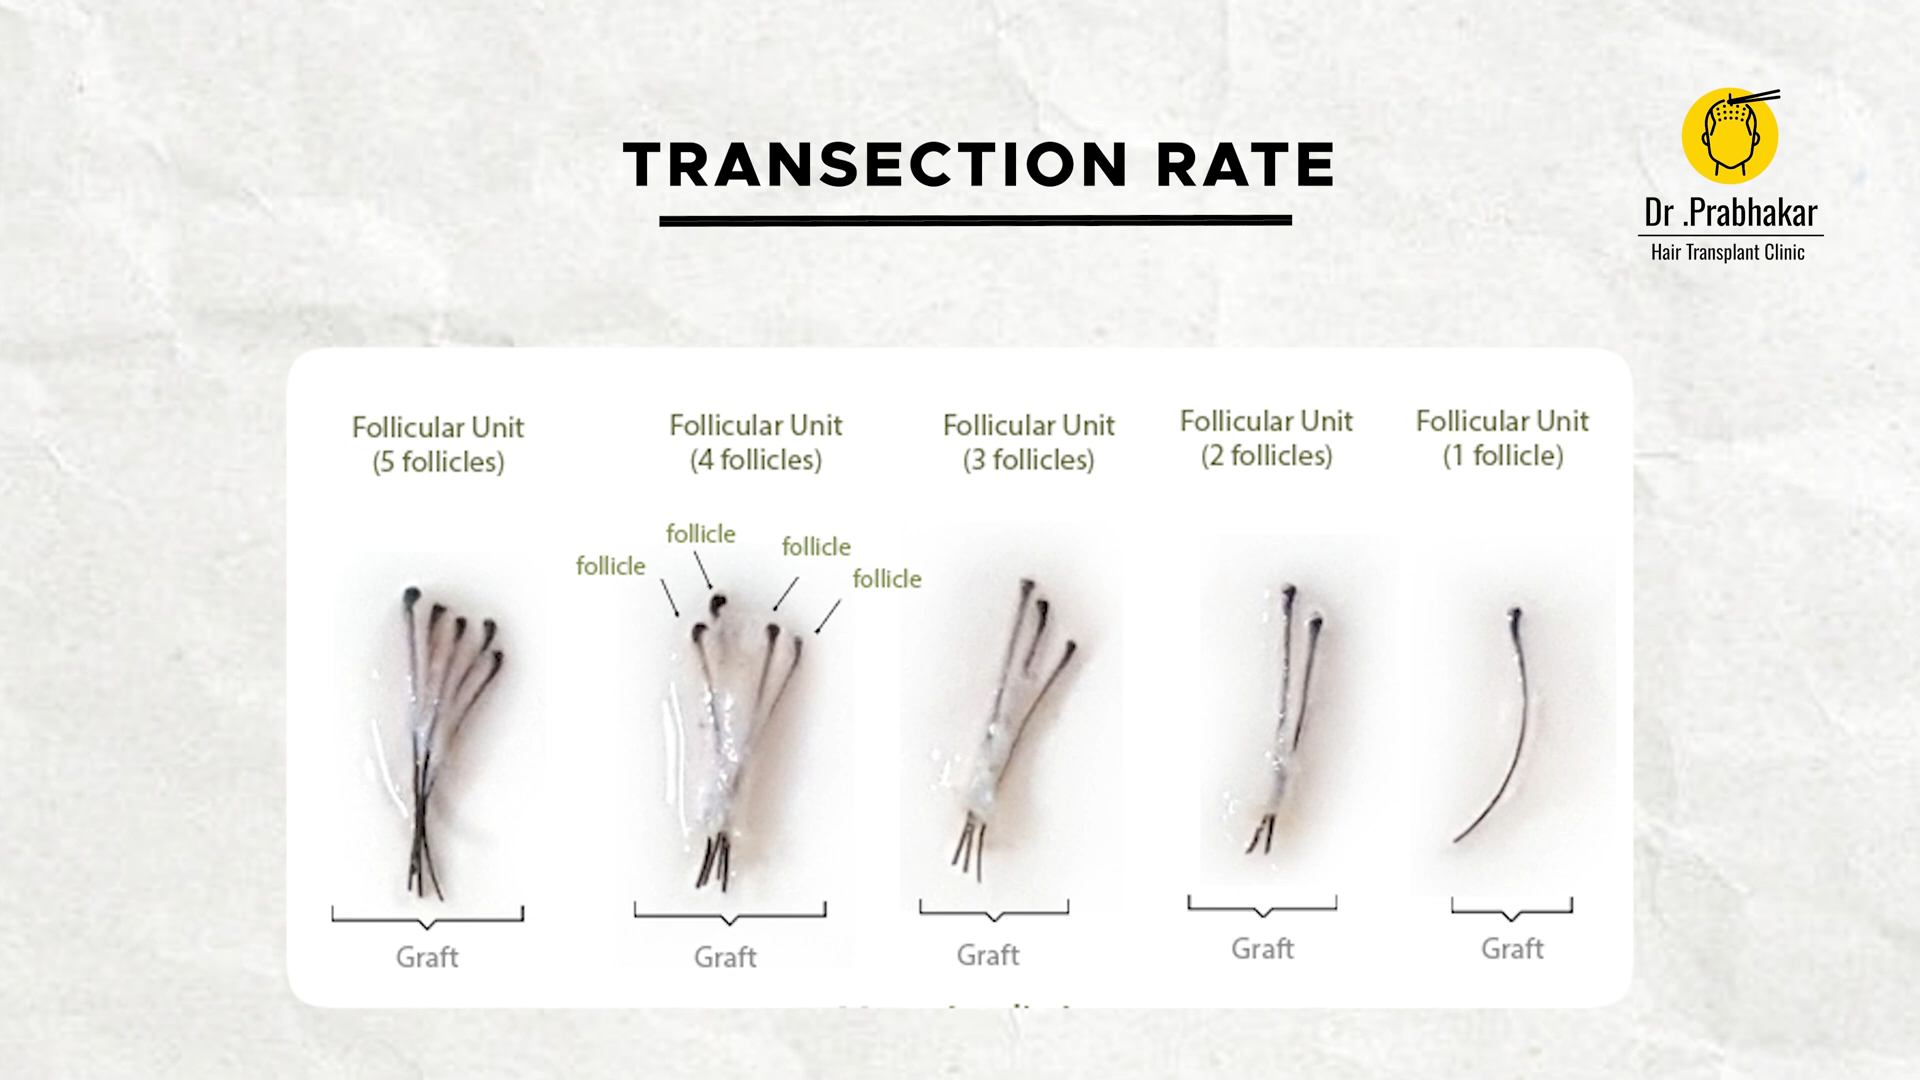 TRANSECTION RATE
Dr .Prabhakar
Hair Transplant Clinic
Follicular Unit
(5 follicles)
Follicular Unit
(4 follicles)
Follicular Unit
(3 follicles)
Follicular Unit
(2 follicles)
Follicular Unit
(1 follicle)
follicle
follicle
follicle
follicle
Graft
Graft
Graft
Graft
Graft